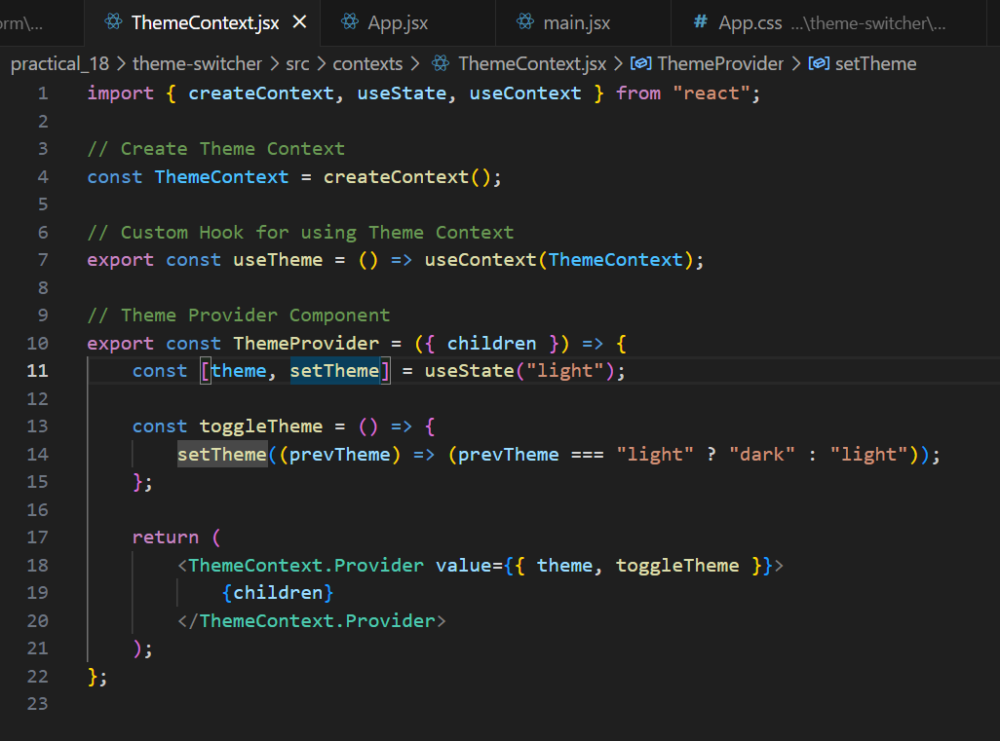 orm\...
ThemeContext.jsx
App.jsx
main.jsx
# App.css ...\theme-switcher\...
practical_18 > theme-switcher > src > contexts > ThemeContext.jsx > ThemeProvider > setTheme
1 import { createContext, useState, useContext } from "react";
2
3 // Create Theme Context
4 const ThemeContext = createContext();
5
6 // Custom Hook for using Theme Context
7 export const useTheme = () => useContext(ThemeContext);
8
9 // Theme Provider Component
10 export const ThemeProvider = ({ children }) => {
11     const [theme, setTheme] = useState("light");
12
13     const toggleTheme = () => {
14         setTheme((prevTheme) => (prevTheme === "light" ? "dark" : "light"));
15     };
16
17     return (
18         <ThemeContext.Provider value={{ theme, toggleTheme }}>
19             {children}
20         </ThemeContext.Provider>
21     );
22 };
23